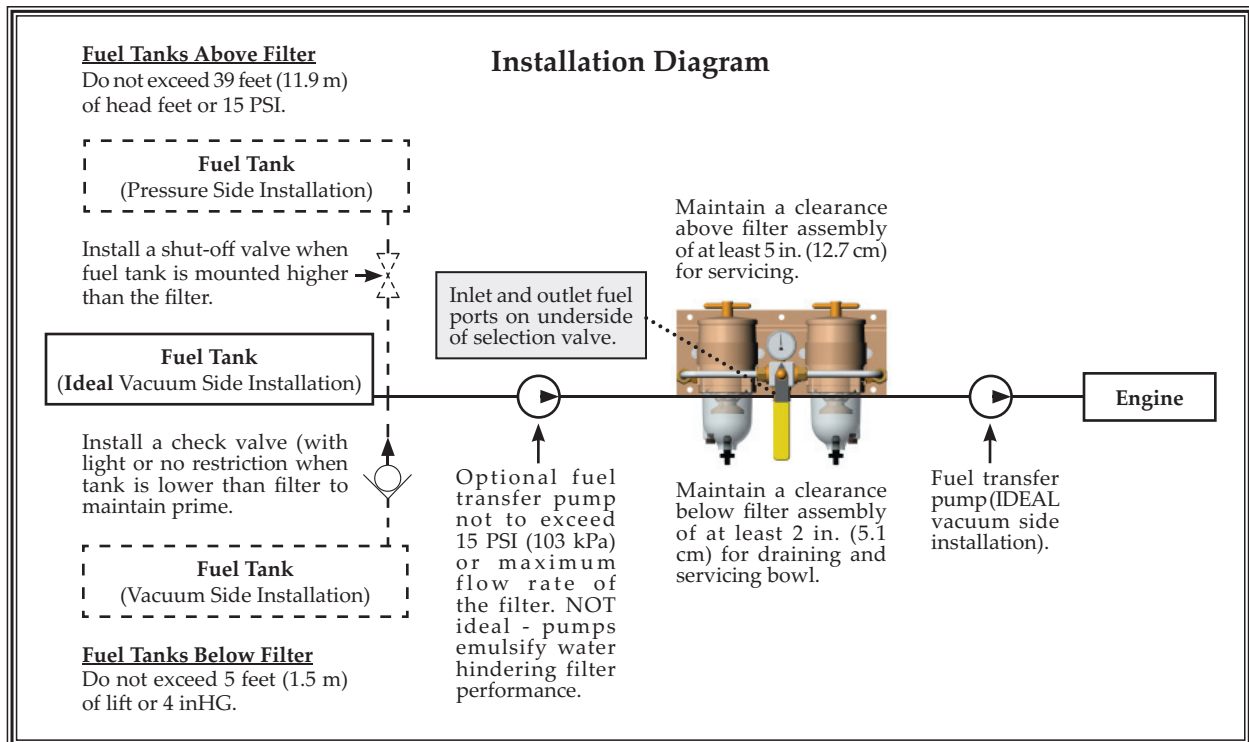 Installation Diagram
Fuel Tanks Above Filter
Do not exceed 39 feet (11.9 m)
of head feet or 15 PSI.
Fuel Tank
(Pressure Side Installation)
Install a shut-off valve when
fuel tank is mounted higher
than the filter.
Fuel Tank
(Ideal Vacuum Side Installation)
Install a check valve (with
light or no restriction when
tank is lower than filter to
maintain prime.
Fuel Tank
(Vacuum Side Installation)
Fuel Tanks Below Filter
Do not exceed 5 feet (1.5 m)
of lift or 4 inHG.
Optional fuel
transfer pump
not to exceed
15 PSI (103 kPa)
or maximum
flow rate of
the filter. NOT
ideal - pumps
emulsify water
hindering filter
performance.
Inlet and outlet fuel
ports on underside
of selection valve.
Maintain a clearance
above filter assembly
of at least 5 in. (12.7 cm)
for servicing.
Maintain a clearance
below filter assembly
of at least 2 in. (5.1
cm) for draining and
servicing bowl.
Fuel transfer
pump (IDEAL
vacuum side
installation).
Engine